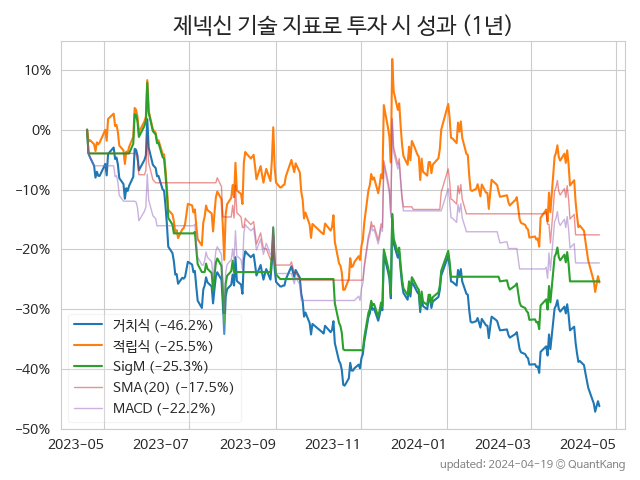 제넥신 기술 지표로 투자 시 성과 (1년)
10%
0%
−10%
−20%
−30%
−40%
−50%
거치식 (−46.2%)
적립식 (−25.5%)
SigM (−25.3%)
SMA(20) (−17.5%)
MACD (−22.2%)
2023-05 2023-07 2023-09 2023-11 2024-01 2024-03 2024-05
updated: 2024-04-19 © QuantKang